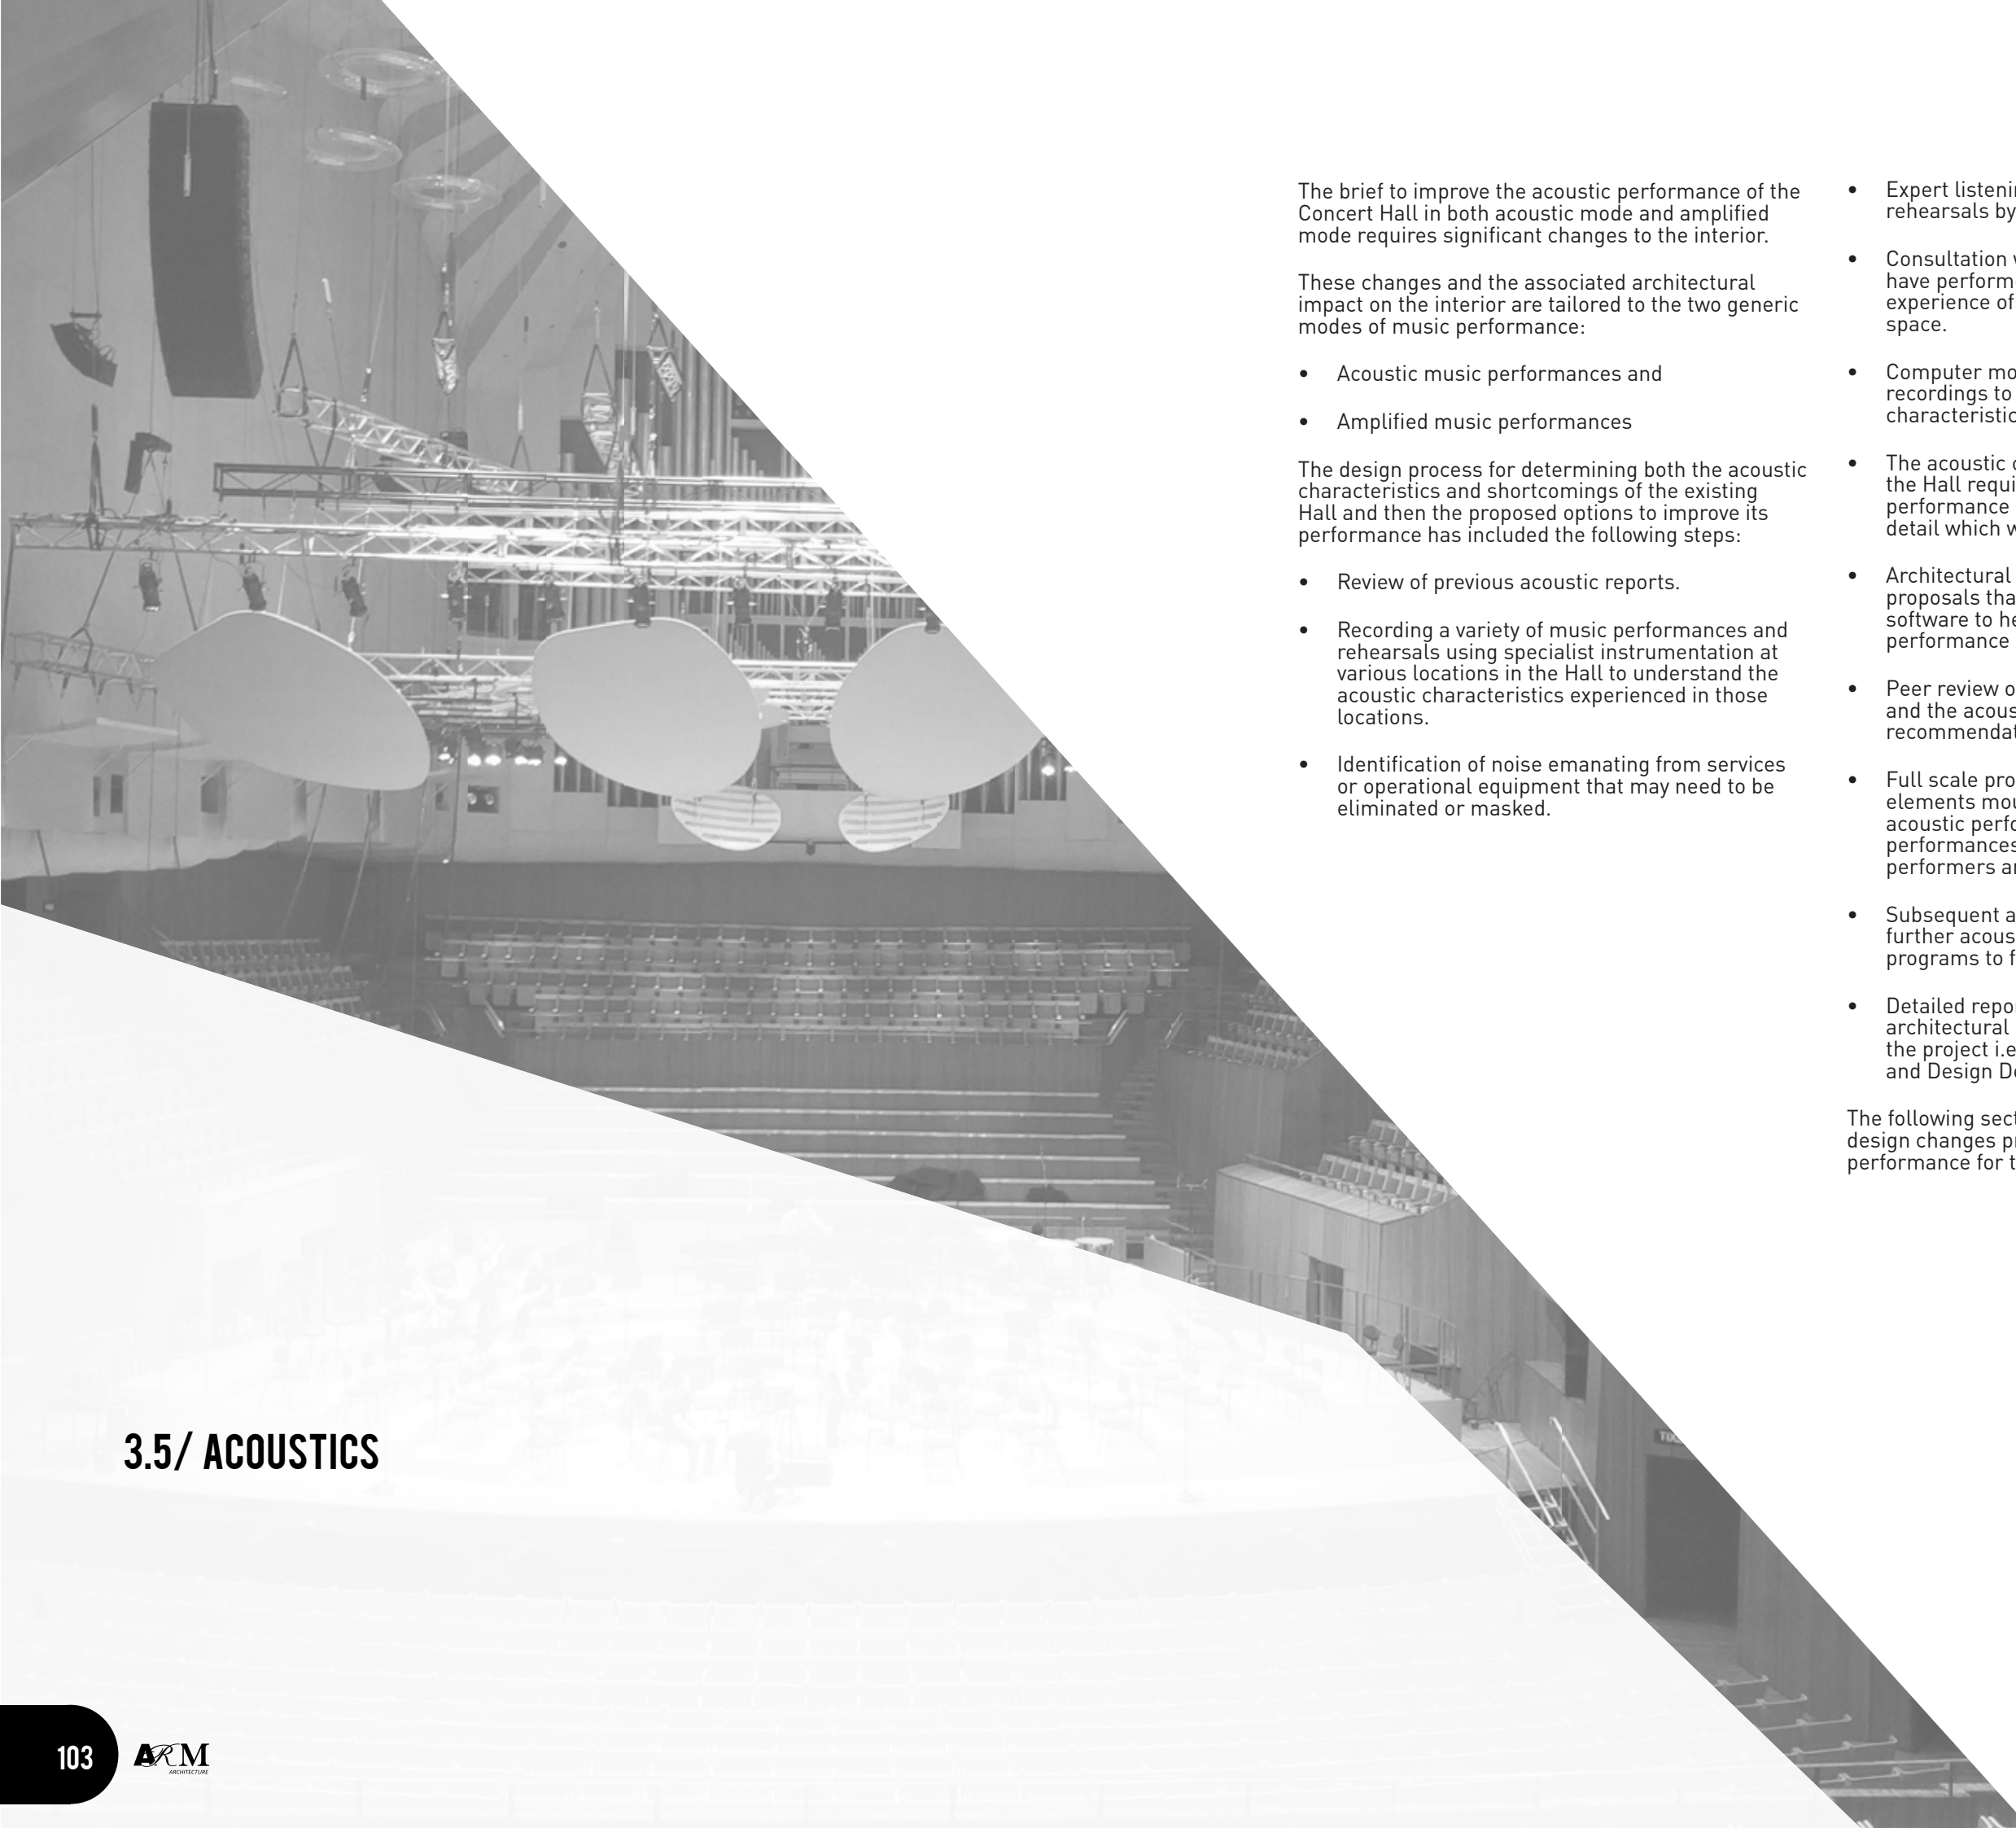 The brief to improve the acoustic performance of the
Concert Hall in both acoustic mode and amplified
mode requires significant changes to the interior.
These changes and the associated architectural
impact on the interior are tailored to the two generic
modes of music performance:
• Acoustic music performances and
• Amplified music performances
The design process for determining both the acoustic
characteristics and shortcomings of the existing
Hall and then the proposed options to improve its
performance has included the following steps:
• Review of previous acoustic reports.
• Recording a variety of music performances and
rehearsals using specialist instrumentation at
various locations in the Hall to understand the
acoustic characteristics experienced in those
locations.
• Identification of noise emanating from services
or operational equipment that may need to be
eliminated or masked.
• Expert
rehearsals by
• Consultation
have
experience of
space.
• Computer
recordings to
• The acoustic
the Hall
performance
detail which
• Architectural
proposals
software to
performance
• Peer review
and the
• Full scale
elements
acoustic
performers
• Subsequent
further
programs to
• Detailed
architectural
the project
and Design
The following
design changes
performance for
3.5/ ACOUSTICS
103
ARM
ARCHITECTURE